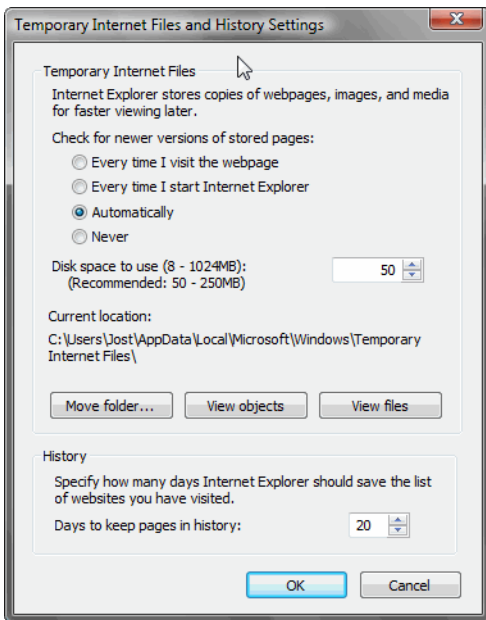 Temporary Internet Files and History Settings
Temporary Internet Files
Internet Explorer stores copies of webpages, images, and media
for faster viewing later.
Check for newer versions of stored pages:
Every time I visit the webpage
Every time I start Internet Explorer
Automatically
Never
Disk space to use (8 - 1024MB): 50
(Recommended: 50 - 250MB)
Current location:
C:\Users\Jost\AppData\Local\Microsoft\Windows\Temporary
Internet Files\
Move folder... View objects View files
History
Specify how many days Internet Explorer should save the list
of websites you have visited.
Days to keep pages in history: 20
OK Cancel